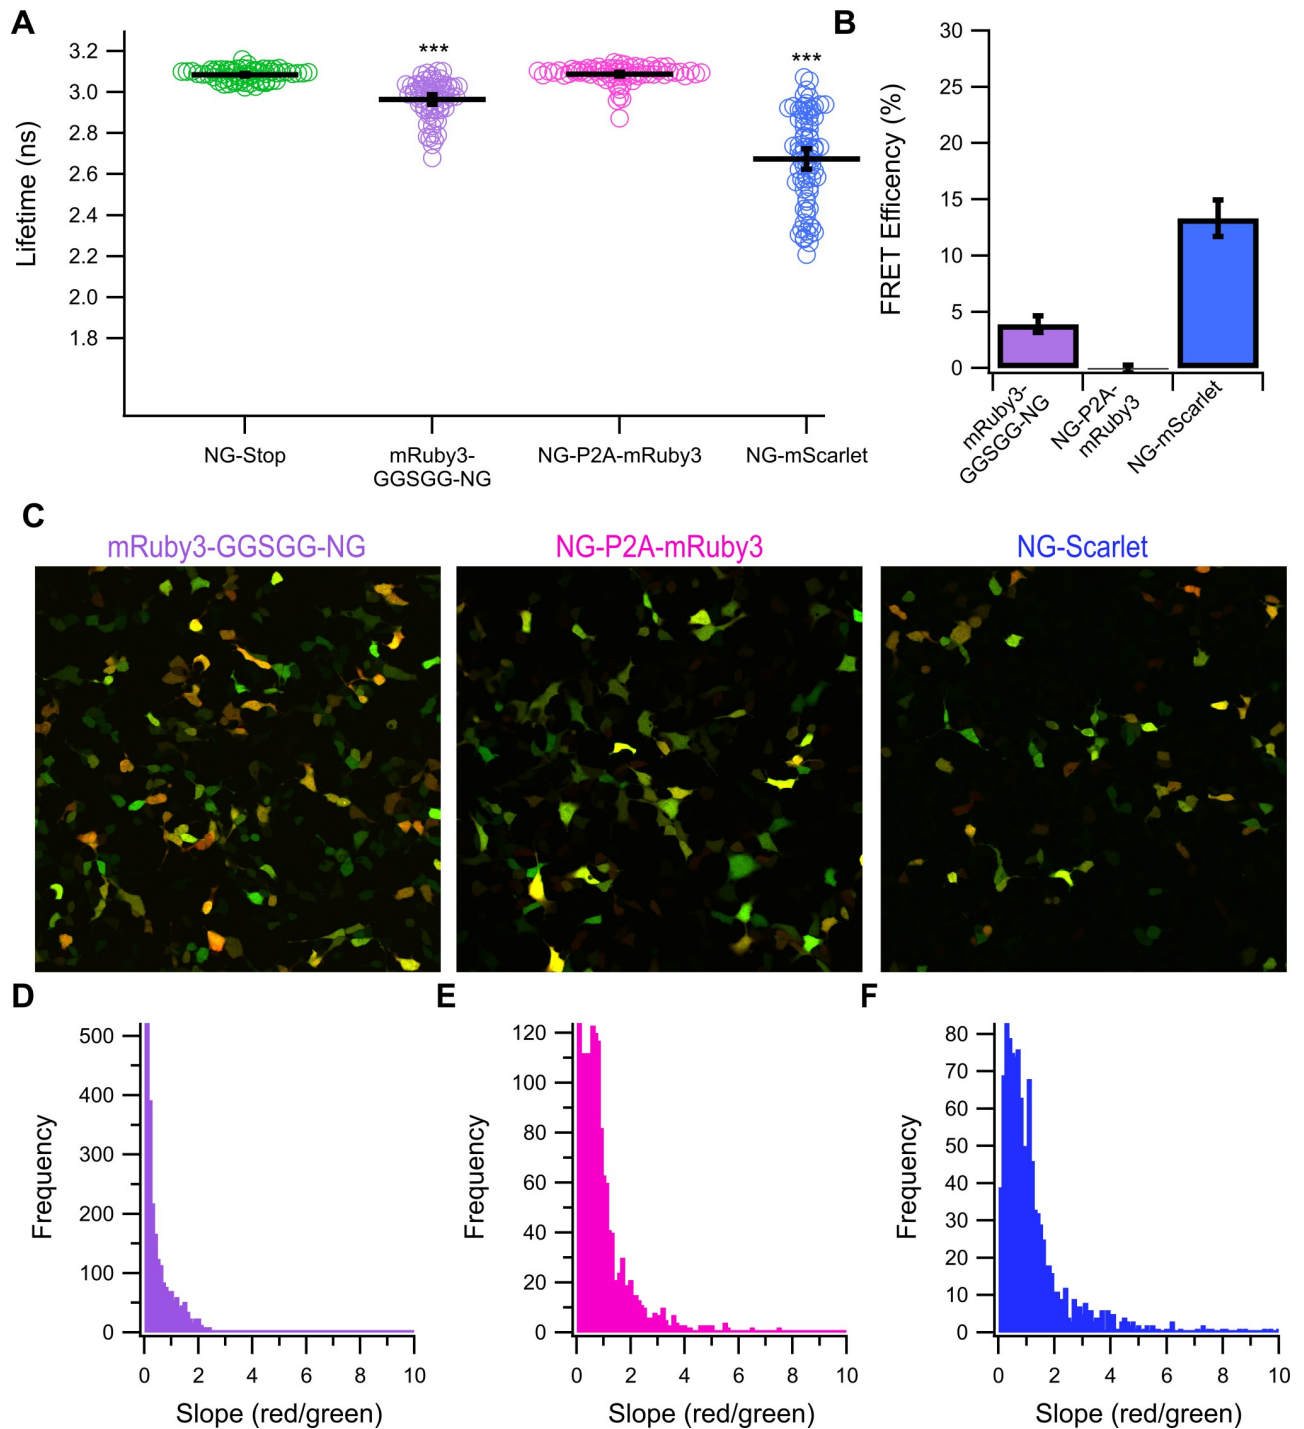 A
Lifetime (ns)
3.2
3.0
2.8
2.6
2.4
2.2
2.0
1.8
***
***
NG-Stop
mRuby3-
GGSGG-NG
NG-P2A-mRuby3
NG-mScarlet
B
FRET Efficency (%)
30
25
20
15
10
5
0
mRuby3-
GGSGG-NG
NG-P2A-
mRuby3
NG-mScarlet
C
mRuby3-GGSGG-NG
NG-P2A-mRuby3
NG-Scarlet
D
Frequency
500
400
300
200
100
0
0 2 4 6 8 10
Slope (red/green)
E
Frequency
120
100
80
60
40
20
0
0 2 4 6 8 10
Slope (red/green)
F
Frequency
80
70
60
50
40
30
20
10
0
0 2 4 6 8 10
Slope (red/green)